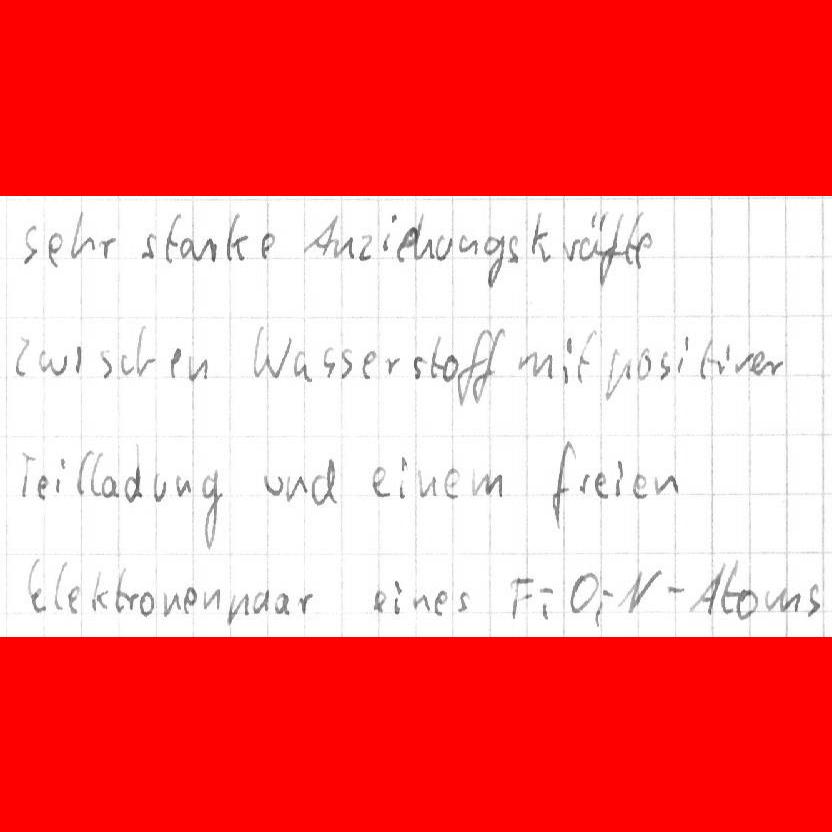 sehr starke Anziehungskräfte
zwischen Wasserstoff mit positiver
Teilladung und einem freien
Elektronenpaar eines F-, O-, N-Atoms